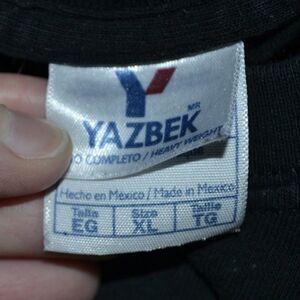 YAZBEK MR
O COMPLETO / HEAVY WEIGHT
Hecho en Mexico / Made in Mexico
Talla Size Taille
EG XL TG